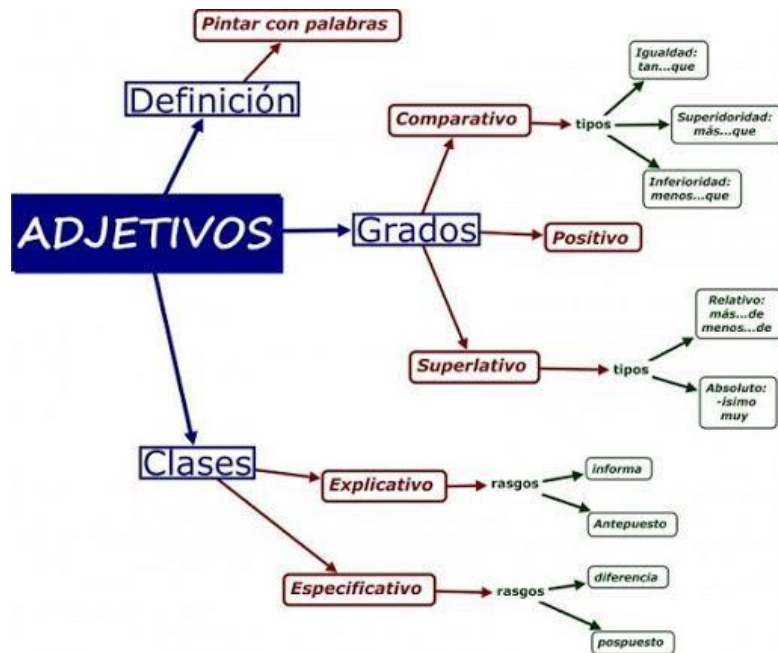 Pintar con palabras
Definición
ADJETIVOS
Grados
Comparativo
tipos
Igualdad:
tan...que
Superidoridad:
más...que
Inferioridad:
menos...que
Positivo
Superlativo
tipos
Relativo:
más...de
menos...de
Absoluto:
-ísimo
muy
Clases
Explicativo
rasgos
informa
Antepuesto
Especificativo
rasgos
diferencia
pospuesto